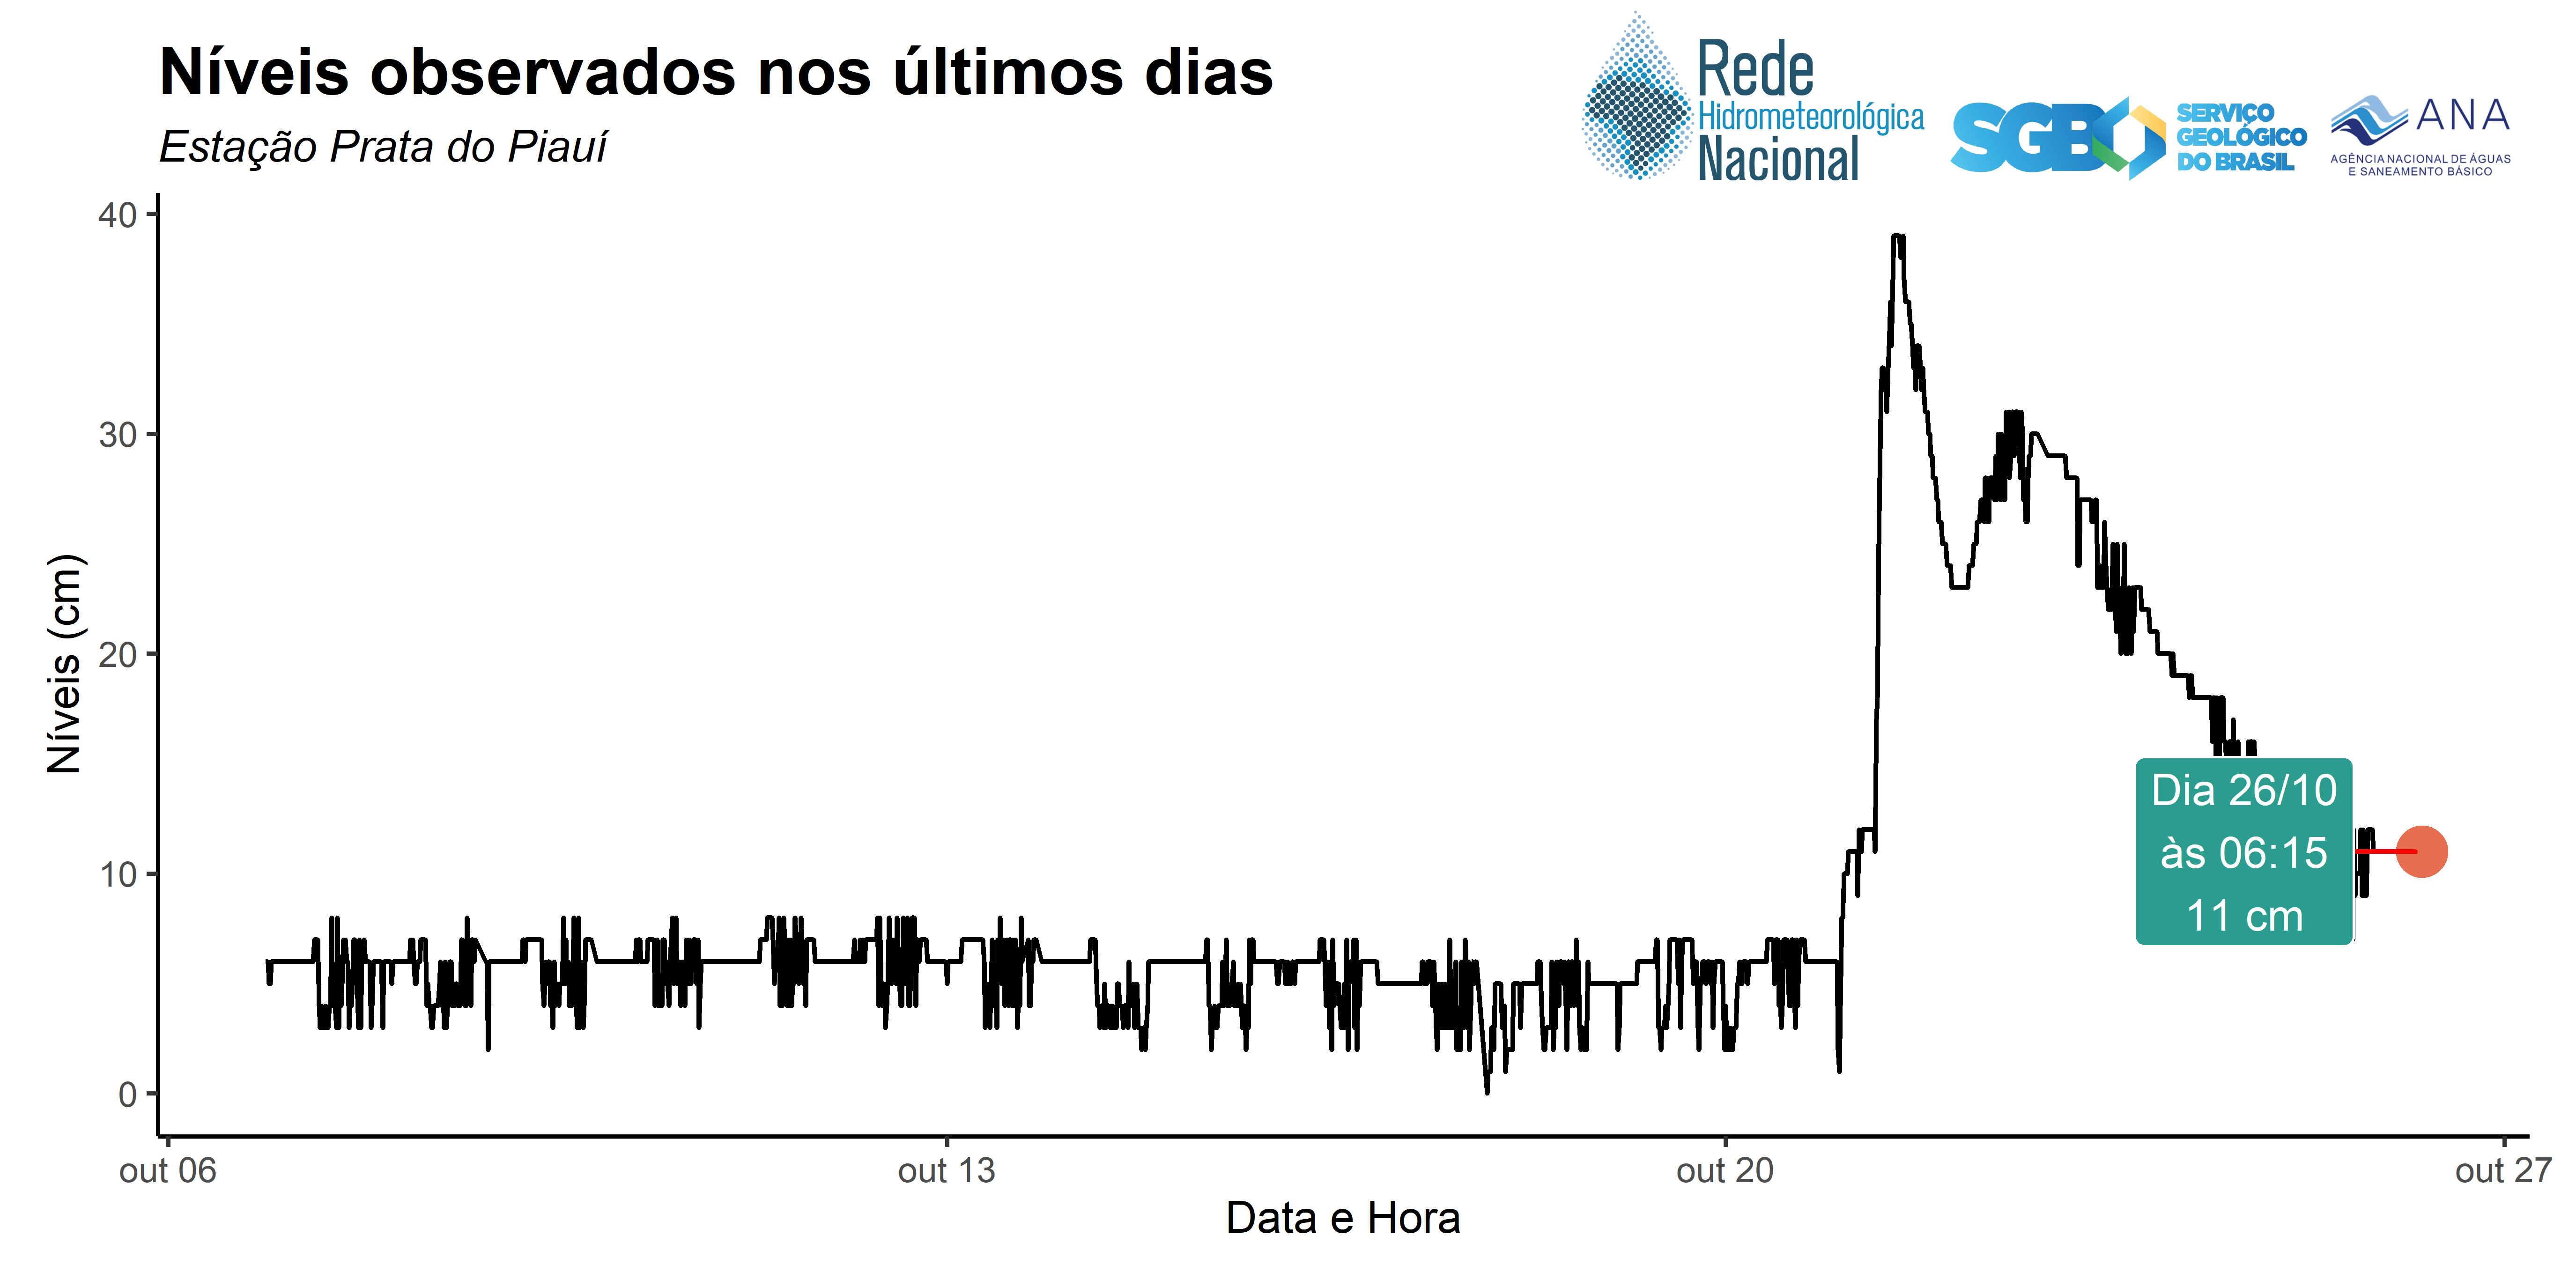 Níveis observados nos últimos dias
Estação Prata do Piauí
Rede
Hidrometeorológica
Nacional
SGB
SERVIÇO
GEOLÓGICO
DO BRASIL
ANA
AGÊNCIA NACIONAL DE ÁGUAS
E SANEAMENTO BÁSICO
Níveis (cm)
40
30
20
10
0
Dia 26/10
às 06:15
11 cm
out 06
out 13
out 20
out 27
Data e Hora